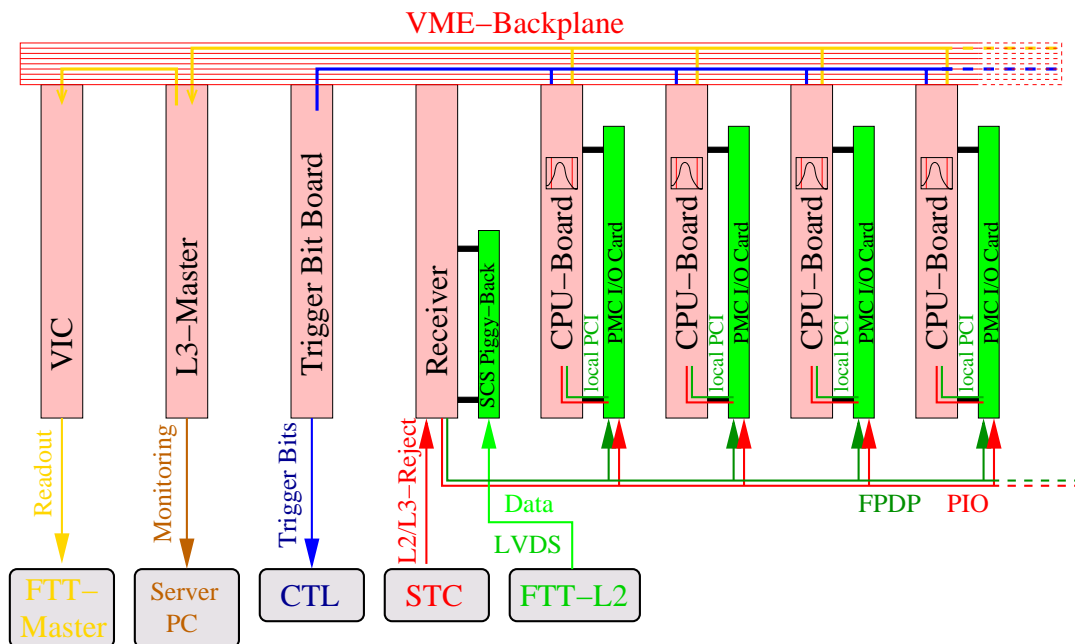 VME–Backplane
VIC
L3–Master
Trigger Bit Board
Receiver
SCS Piggy–Back
CPU–Board
local PCI
PMC I/O Card
CPU–Board
local PCI
PMC I/O Card
CPU–Board
local PCI
PMC I/O Card
CPU–Board
local PCI
PMC I/O Card
Readout
Monitoring
Trigger Bits
L2/L3–Reject
Data
LVDS
FPDP
PIO
FTT–
Master
Server
PC
CTL
STC
FTT–L2